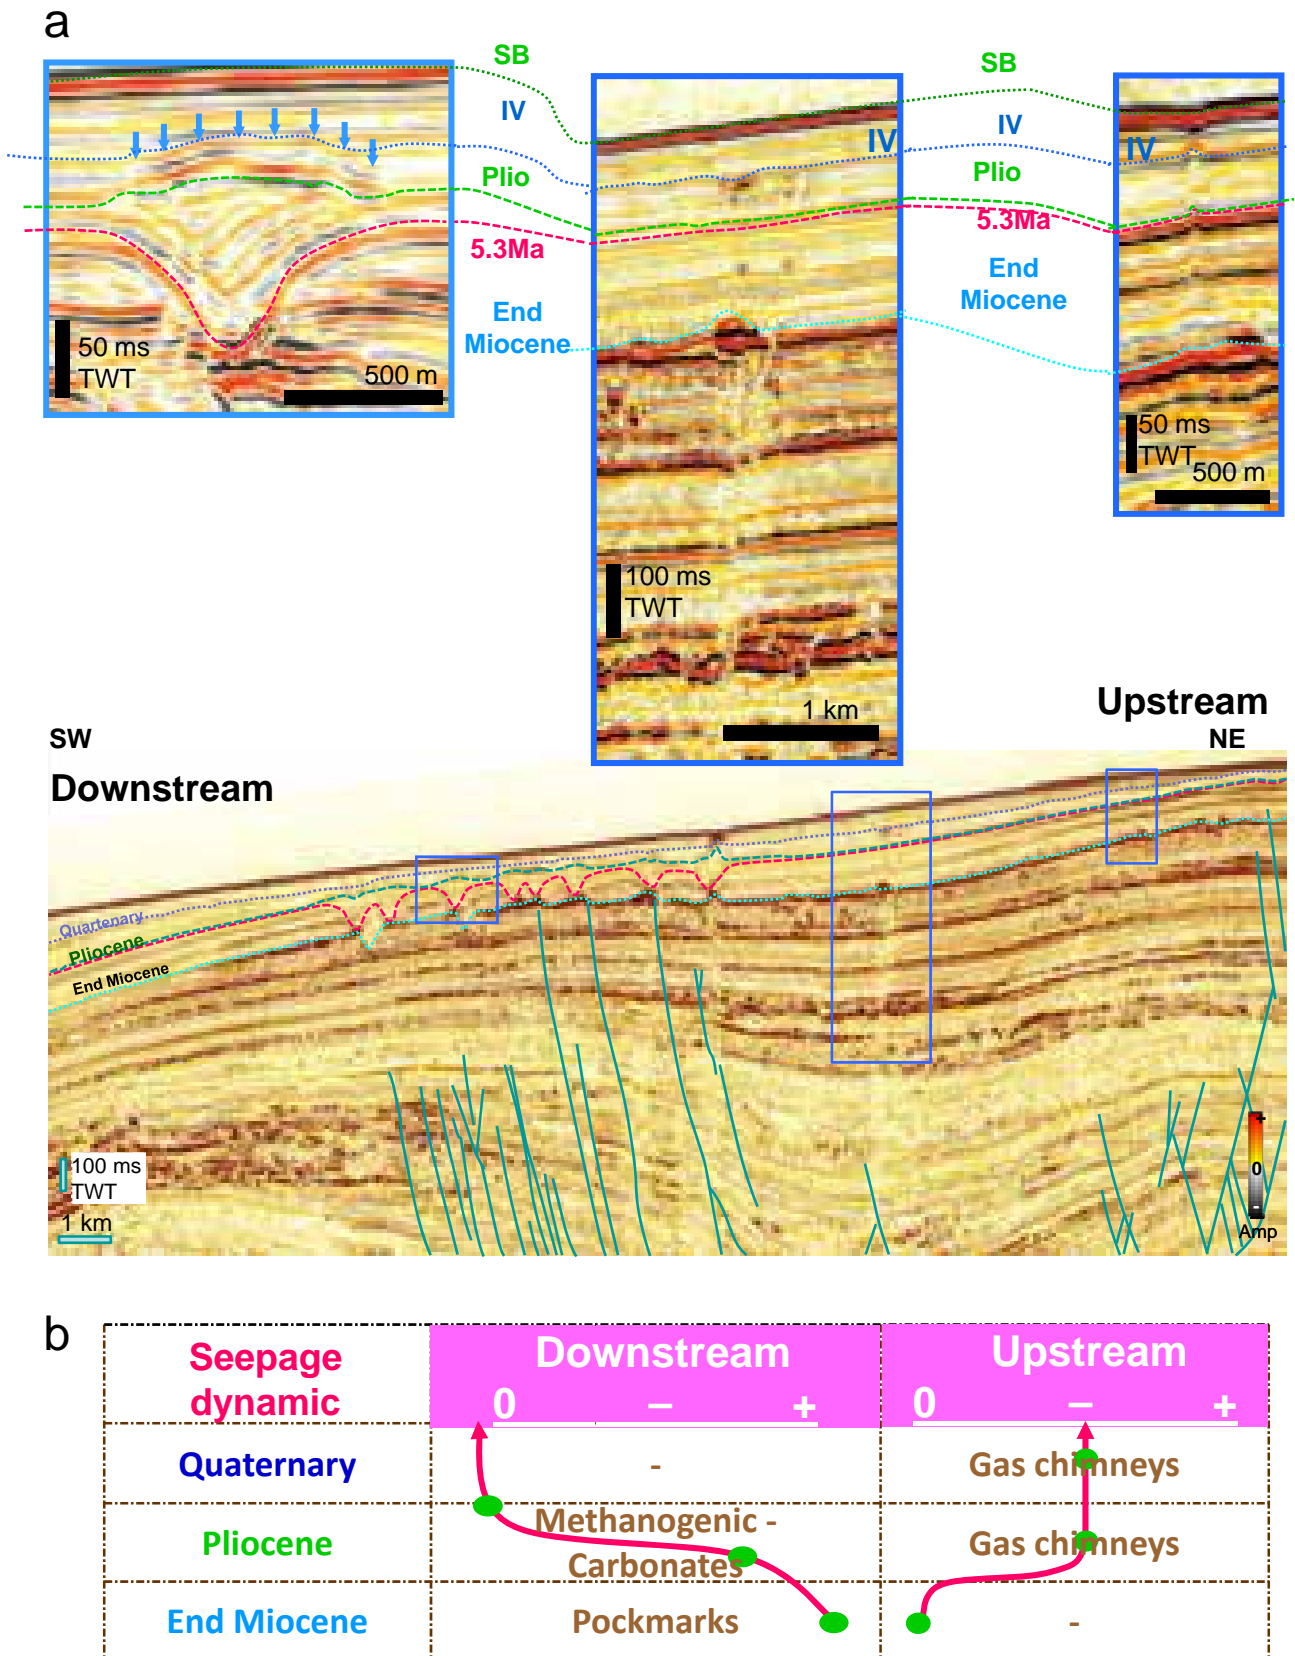 a
SB
IV
Plio
5.3Ma
End
Miocene
50 ms
TWT
500 m
IV
100 ms
TWT
1 km
SB
IV
Plio
5.3Ma
End
Miocene
IV
50 ms
TWT
500 m
SW
Downstream
Upstream
NE
Quartenary
Pliocene
End Miocene
100 ms
TWT
1 km
+
0
-
Amp
b
Seepage
dynamic
Downstream
0 – +
Upstream
0 – +
Quaternary
-
Gas chimneys
Pliocene
Methanogenic -
Carbonates
Gas chimneys
End Miocene
Pockmarks
-